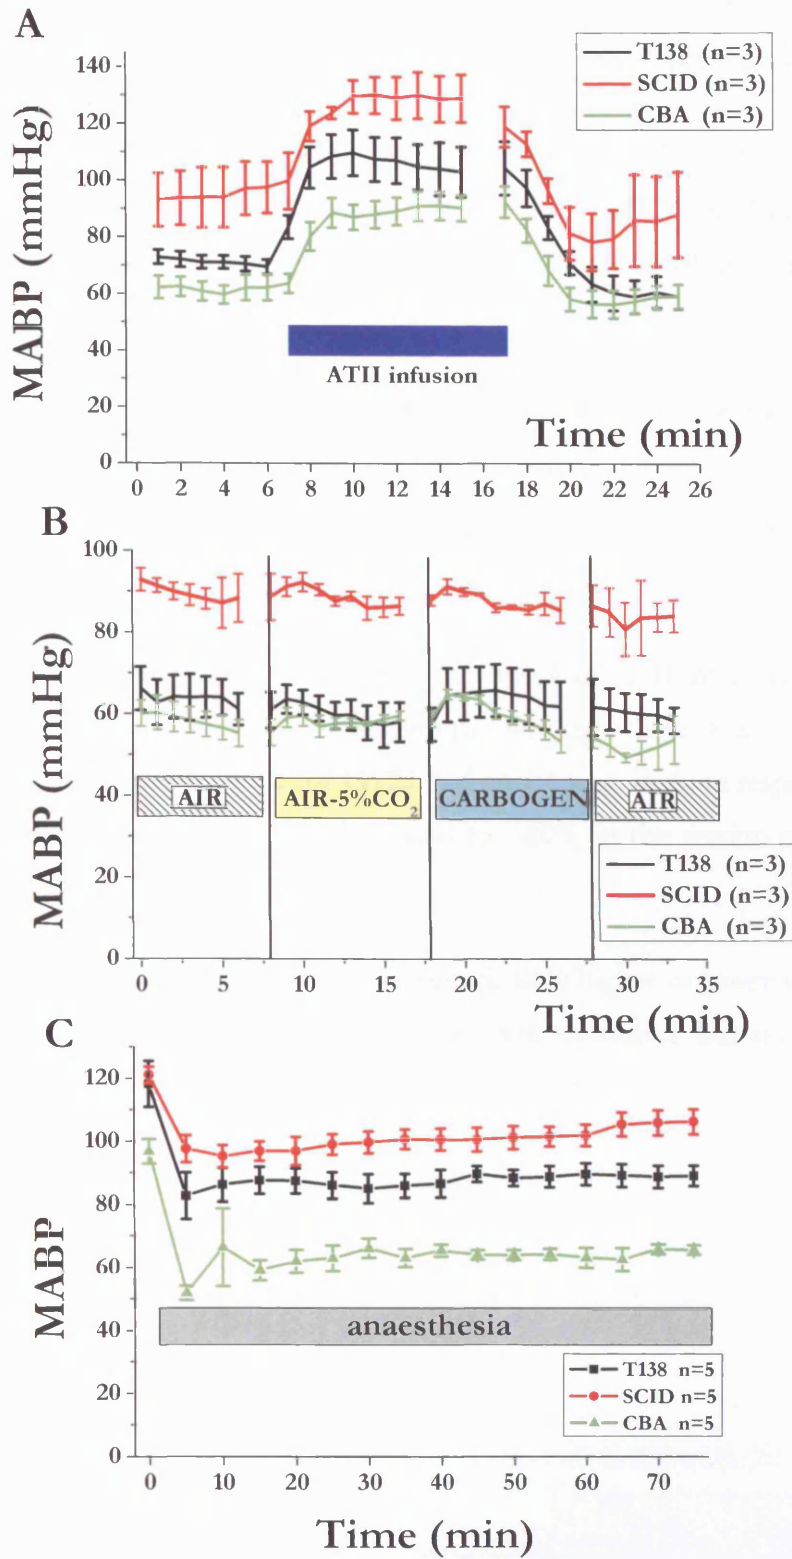 A
T138 (n=3)
SCID (n=3)
CBA (n=3)
MABP (mmHg)
140
120
100
80
60
40
20
0
ATII infusion
Time (min)
0 2 4 6 8 10 12 14 16 18 20 22 24 26
B
MABP (mmHg)
100
80
60
40
20
0
AIR
AIR-5%CO2
CARBOGEN
AIR
T138 (n=3)
SCID (n=3)
CBA (n=3)
0 5 10 15 20 25 30 35
Time (min)
C
MABP
120
100
80
60
40
20
0
anaesthesia
T138 n=5
SCID n=5
CBA n=5
0 10 20 30 40 50 60 70
Time (min)